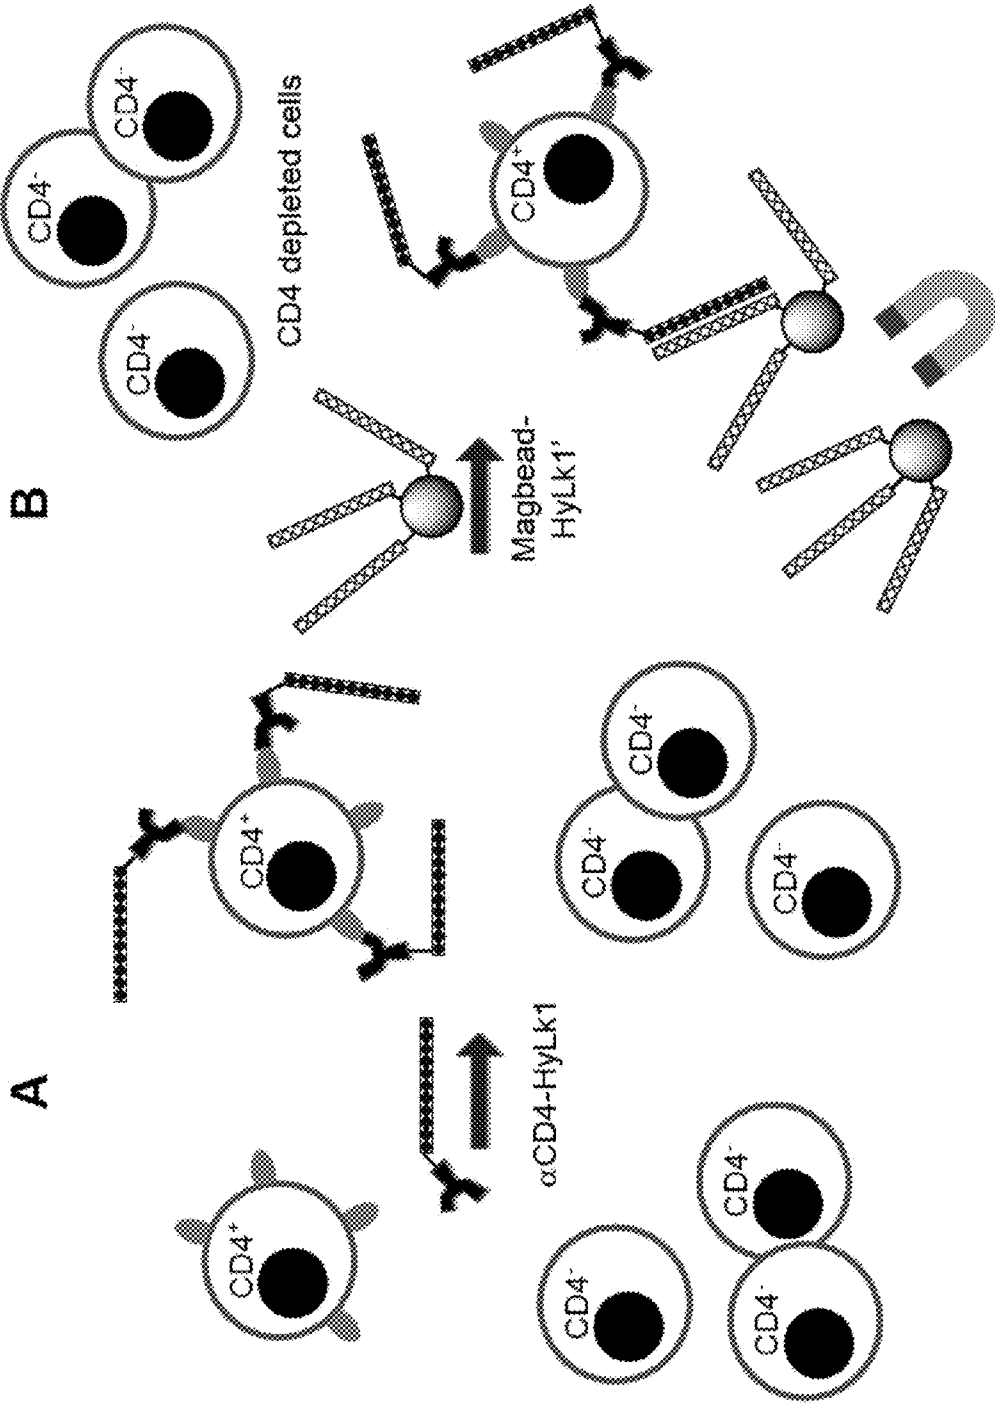 A
CD4⁺
αCD4-HyLk1
CD4⁻
CD4⁻
CD4⁻
CD4⁺
CD4⁻
CD4⁻
CD4⁻
B
Magbead-
HyLk1′
CD4⁻
CD4⁻
CD4⁻
CD4 depleted cells
CD4⁺